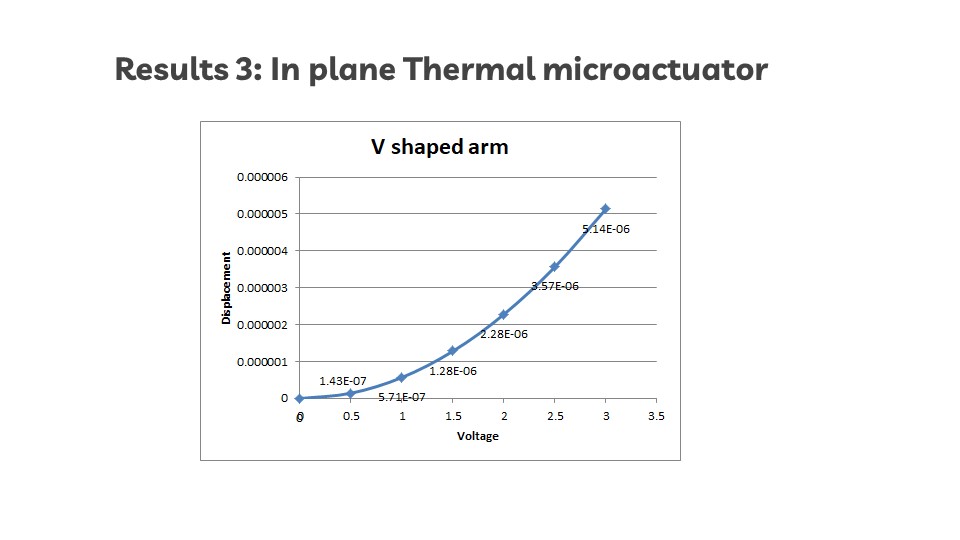 Results 3: In plane Thermal microactuator
V shaped arm
0.000006
0.000005
0.000004
0.000003
0.000002
0.000001
0
Displacement
5.14E-06
3.57E-06
2.28E-06
1.28E-06
1.43E-07
5.71E-07
0
0 0.5 1 1.5 2 2.5 3 3.5
Voltage